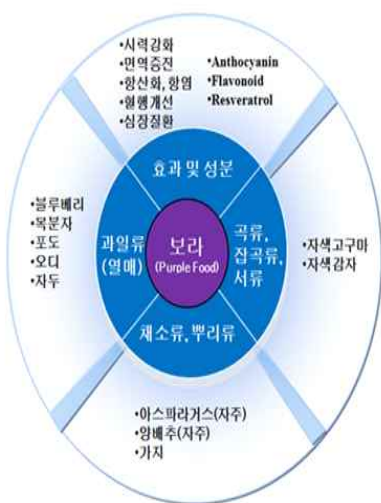 •시력강화
•면역증진
•항산화, 항염
•혈행개선
•심장질환
•Anthocyanin
•Flavonoid
•Resveratrol
효과 및 성분
•블루베리
•복분자
•포도
•오디
•자두
과일류
(열매)
보라
(Purple Food)
곡류,
잡곡류,
서류
•자색고구마
•자색감자
채소류, 뿌리류
•아스파라거스(자주)
•양배추(자주)
•가지